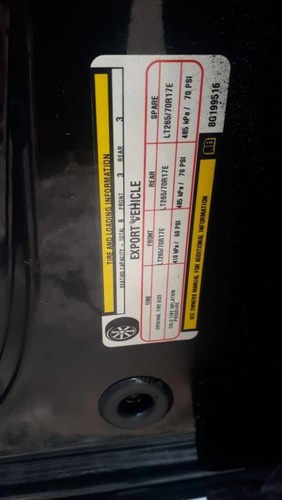 TIRE AND LOADING INFORMATION
SEATING CAPACITY - TOTAL 6 FRONT 3 REAR 3
EXPORT VEHICLE
TIRE FRONT REAR SPARE
ORIGINAL TIRE SIZE LT265/70R17E LT265/70R17E LT265/70R17E
COLD TIRE INFLATION PRESSURE 410 kPa / 60 PSI 485 kPa / 70 PSI 485 kPa / 70 PSI
SEE OWNERS MANUAL FOR ADDITIONAL INFORMATION
8G199516